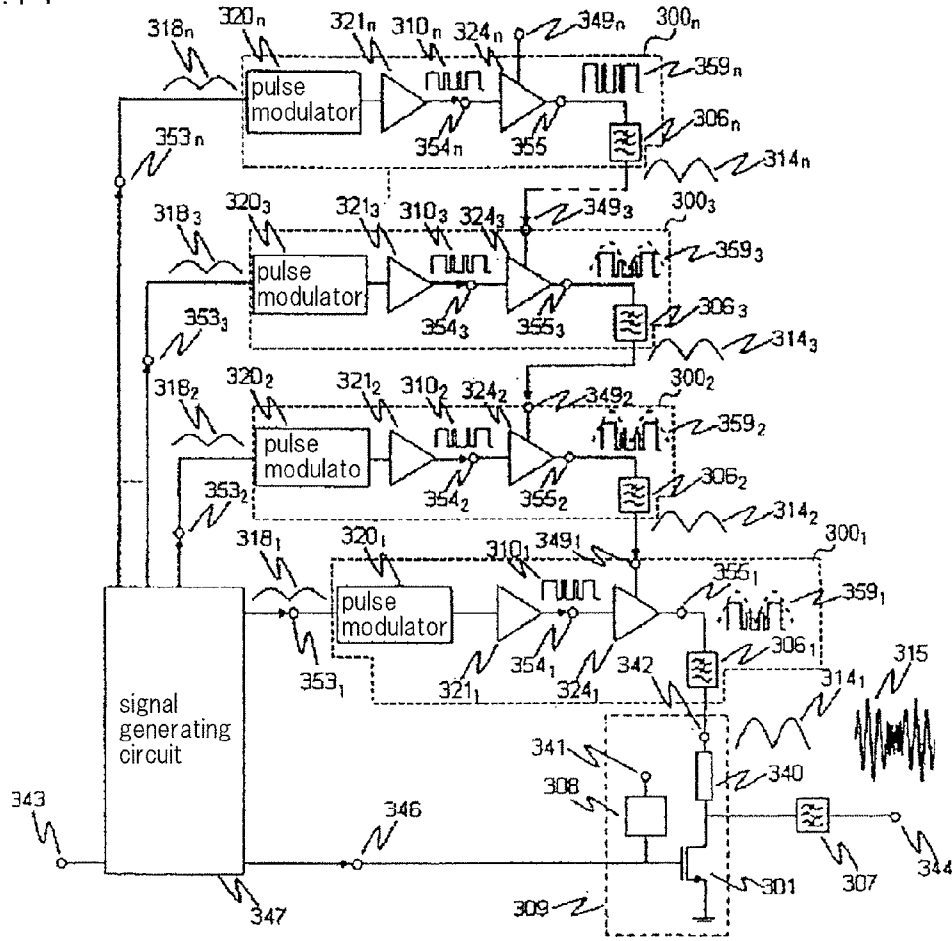 320ₙ 321ₙ 310ₙ 324ₙ 349ₙ 300ₙ
318ₙ 359ₙ
pulse
modulator
354ₙ 355 306ₙ
353ₙ 314ₙ
318₃ 320₃ 321₃ 310₃ 324₃ 349₃ 300₃
359₃
pulse
modulator
354₃ 355₃ 306₃
353₃ 314₃
318₂ 320₂ 321₂ 310₂ 324₂ 349₂ 300₂
359₂
pulse
modulato
354₂ 355₂ 306₂
353₂ 314₂
318₁ 320₁ 310₁ 349₁ 355₁ 300₁
359₁
pulse
modulator
353₁ 321₁ 354₁ 324₁ 342 306₁ 315
314₁
signal
generating
circuit
341
308 340
343 346 344
301 307
347 309